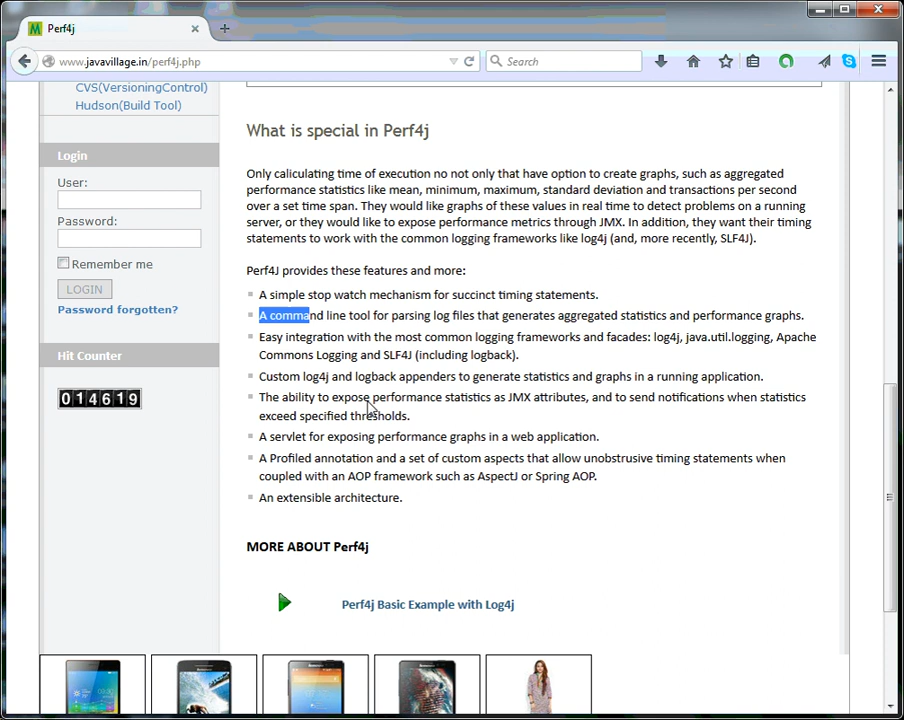 Perf4j
www.javavillage.in/perf4j.php
Search
CVS(VersioningControl)
Hudson(Build Tool)
Login
User:
Password:
Remember me
LOGIN
Password forgotten?
Hit Counter
014619
What is special in Perf4j
Only caliculating time of execution no not only that have option to create graphs, such as aggregated
performance statistics like mean, minimum, maximum, standard deviation and transactions per second
over a set time span. They would like graphs of these values in real time to detect problems on a running
server, or they would like to expose performance metrics through JMX. In addition, they want their timing
statements to work with the common logging frameworks like log4j (and, more recently, SLF4J).
Perf4J provides these features and more:
A simple stop watch mechanism for succinct timing statements.
A command line tool for parsing log files that generates aggregated statistics and performance graphs.
Easy integration with the most common logging frameworks and facades: log4j, java.util.logging, Apache
Commons Logging and SLF4J (including logback).
Custom log4j and logback appenders to generate statistics and graphs in a running application.
The ability to expose performance statistics as JMX attributes, and to send notifications when statistics
exceed specified thresholds.
A servlet for exposing performance graphs in a web application.
A Profiled annotation and a set of custom aspects that allow unobstrusive timing statements when
coupled with an AOP framework such as AspectJ or Spring AOP.
An extensible architecture.
MORE ABOUT Perf4j
Perf4j Basic Example with Log4j